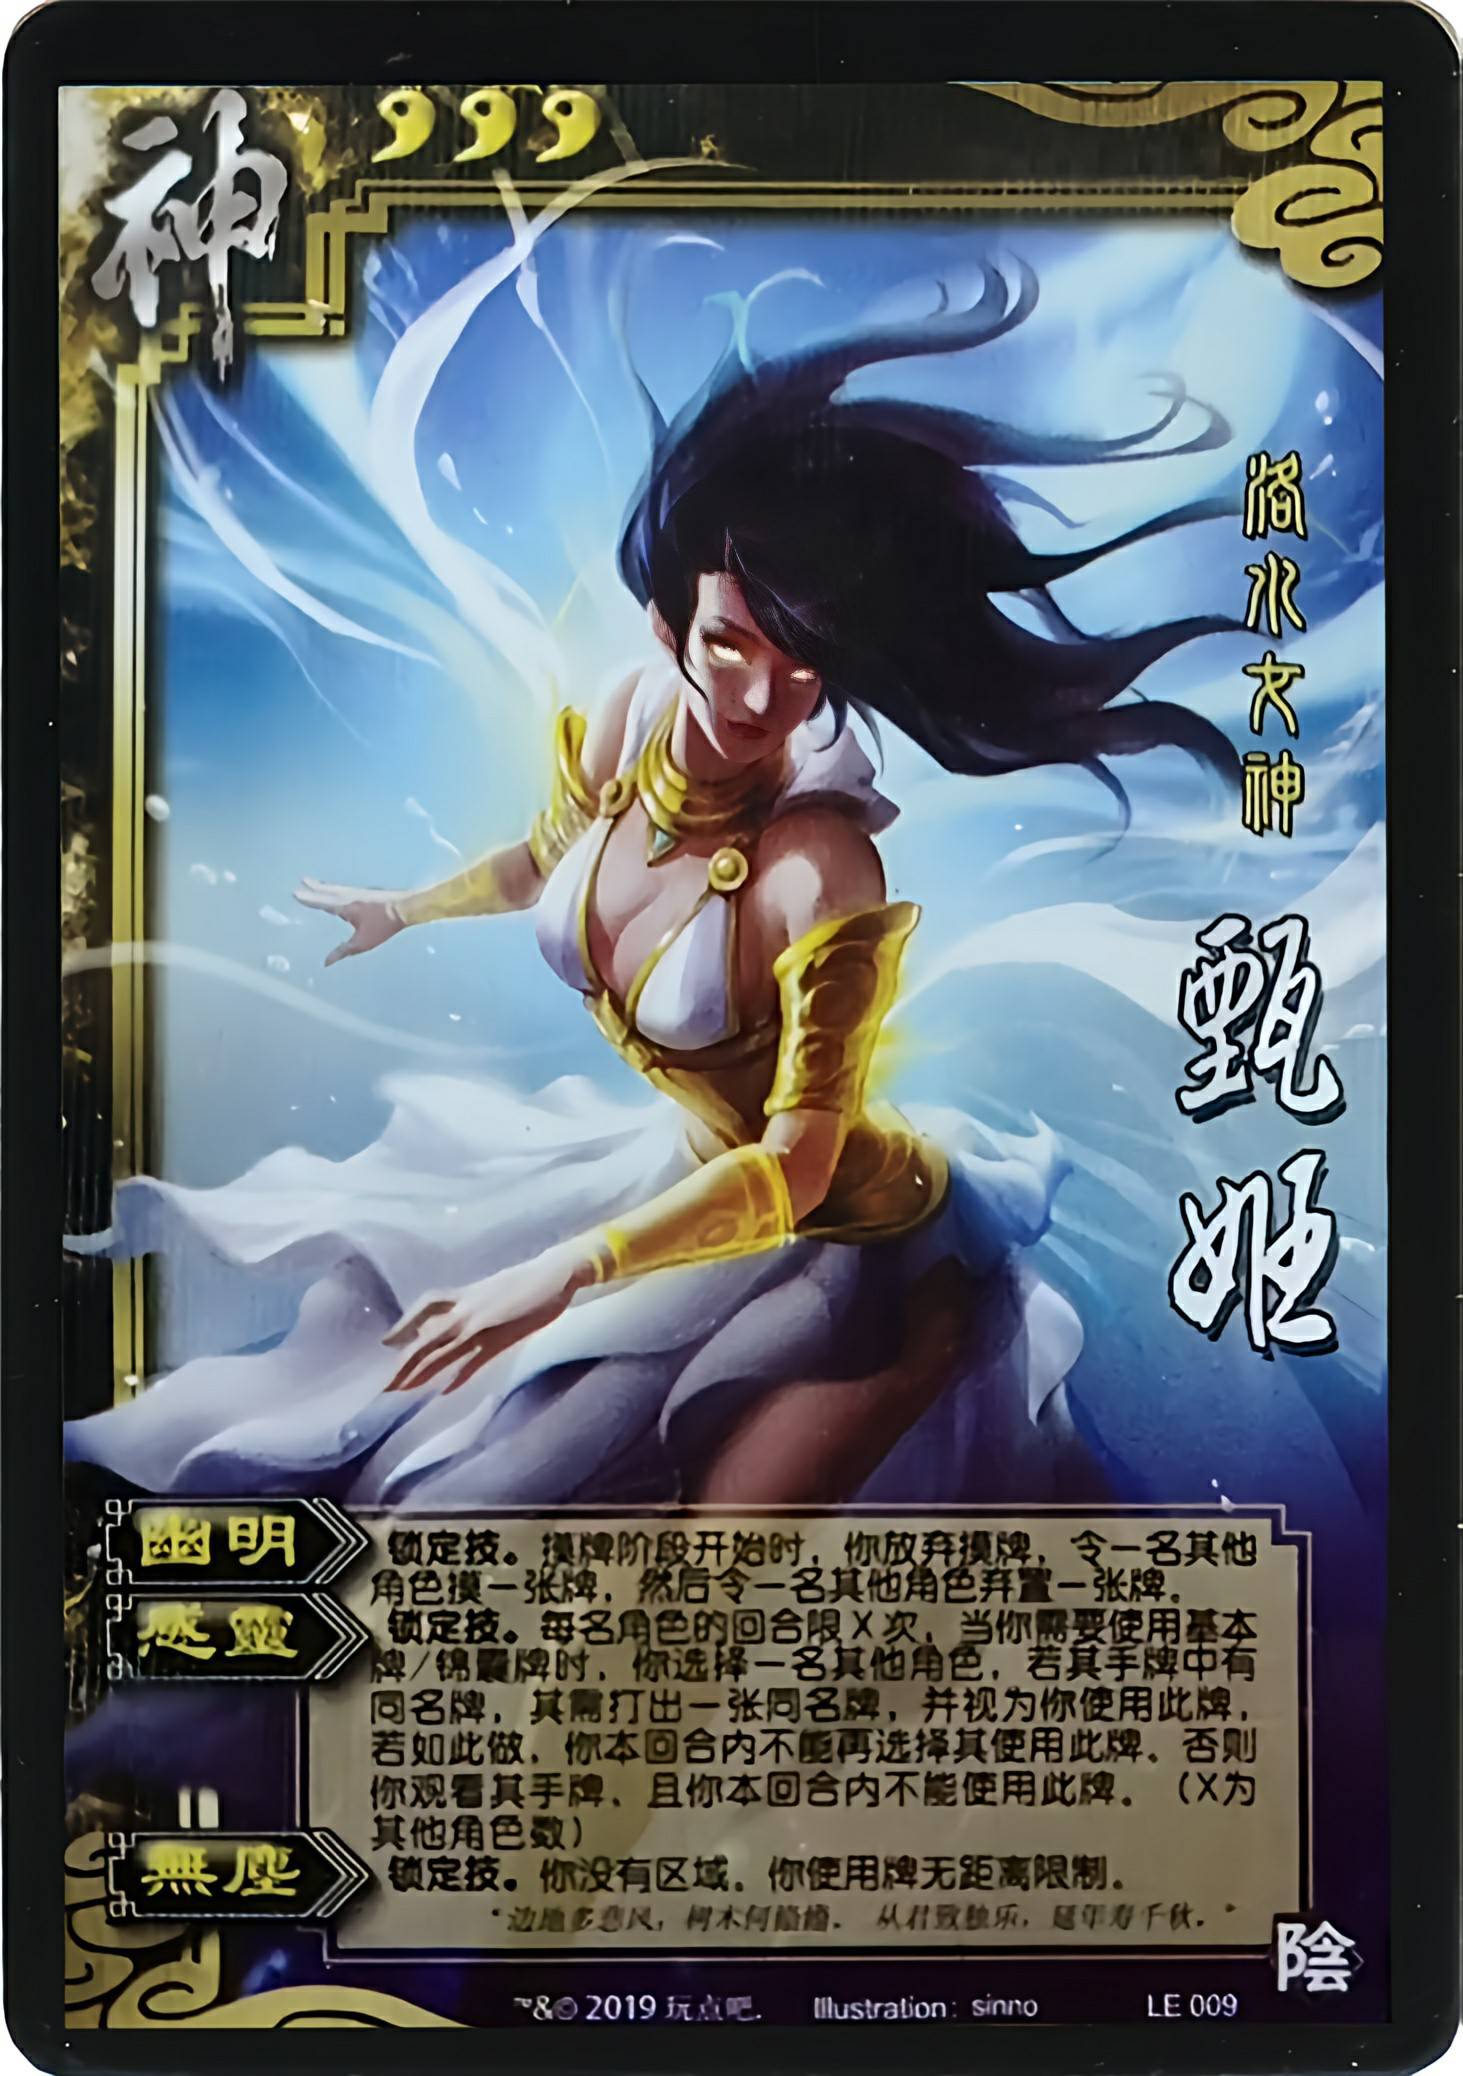 神
洛水女神
甄姬
幽明
锁定技。摸牌阶段开始时，你放弃摸牌，令一名其他
角色摸一张牌，然后令一名其他角色弃置一张牌。
惑靈
锁定技。每名角色的回合限X次，当你需要使用基本
牌/锦囊牌时，你选择一名其他角色，若其手牌中有
同名牌，其需打出一张同名牌，并视为你使用此牌，
若如此做，你本回合内不能再选择其使用此牌。否则
你观看其手牌，且你本回合内不能使用此牌。（X为
其他角色数）
無塵
锁定技。你没有区域，你使用牌无距离限制。
“边地多悲风，树木何翛翛。从君致独乐，延年寿千秋。”
陰
™&© 2019 玩点吧. Illustration: sinno LE 009